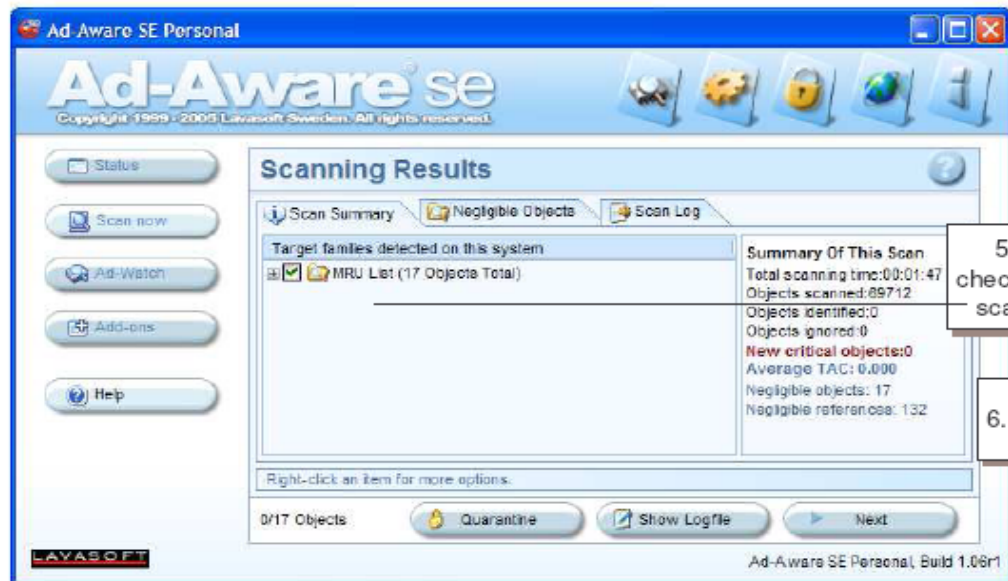 Ad-Aware SE Personal
Ad-Aware SE
Copyright 1999 - 2005 Lavasoft Sweden. All rights reserved.
Status
Scan now
Ad-Watch
Add-ons
Help
Scanning Results
Scan Summary
Negligible Objects
Scan Log
Target families detected on this system
MRU List (17 Objects Total)
Summary Of This Scan
Total scanning time:00:01:47
Objects scanned:69712
Objects identified:0
Objects ignored:0
New critical objects:0
Average TAC: 0.000
Negligible objects: 17
Negligible references: 132
5
6.
Right-click an item for more options.
0/17 Objects
Quarantine
Show Logfile
Next
LAVASOFT
Ad-Aware SE Personal, Build 1.06r1